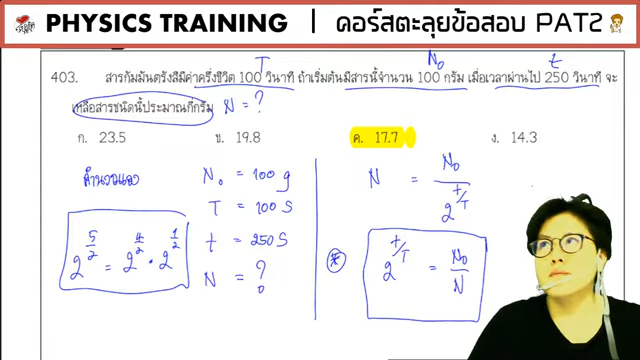 PHYSICS TRAINING | คอร์สตะลุยข้อสอบ PAT2
T N₀ t
403. สารกัมมันตรังสีมีค่าครึ่งชีวิต 100 วินาที ถ้าเริ่มต้นมีสารนี้จำนวน 100 กรัม เมื่อเวลาผ่านไป 250 วินาที จะ
เหลือสารชนิดนี้ประมาณกี่กรัม N = ?
ก. 23.5 ข. 19.8 ค. 17.7 ง. 14.3
คำนวณเอง
2^(5/2) = 2^(4/2) · 2^(1/2)
N₀ = 100 g
T = 100 S
t = 250 S
N = ?
N = N₀ / 2^(t/T)
* 2^(t/T) = N₀/N